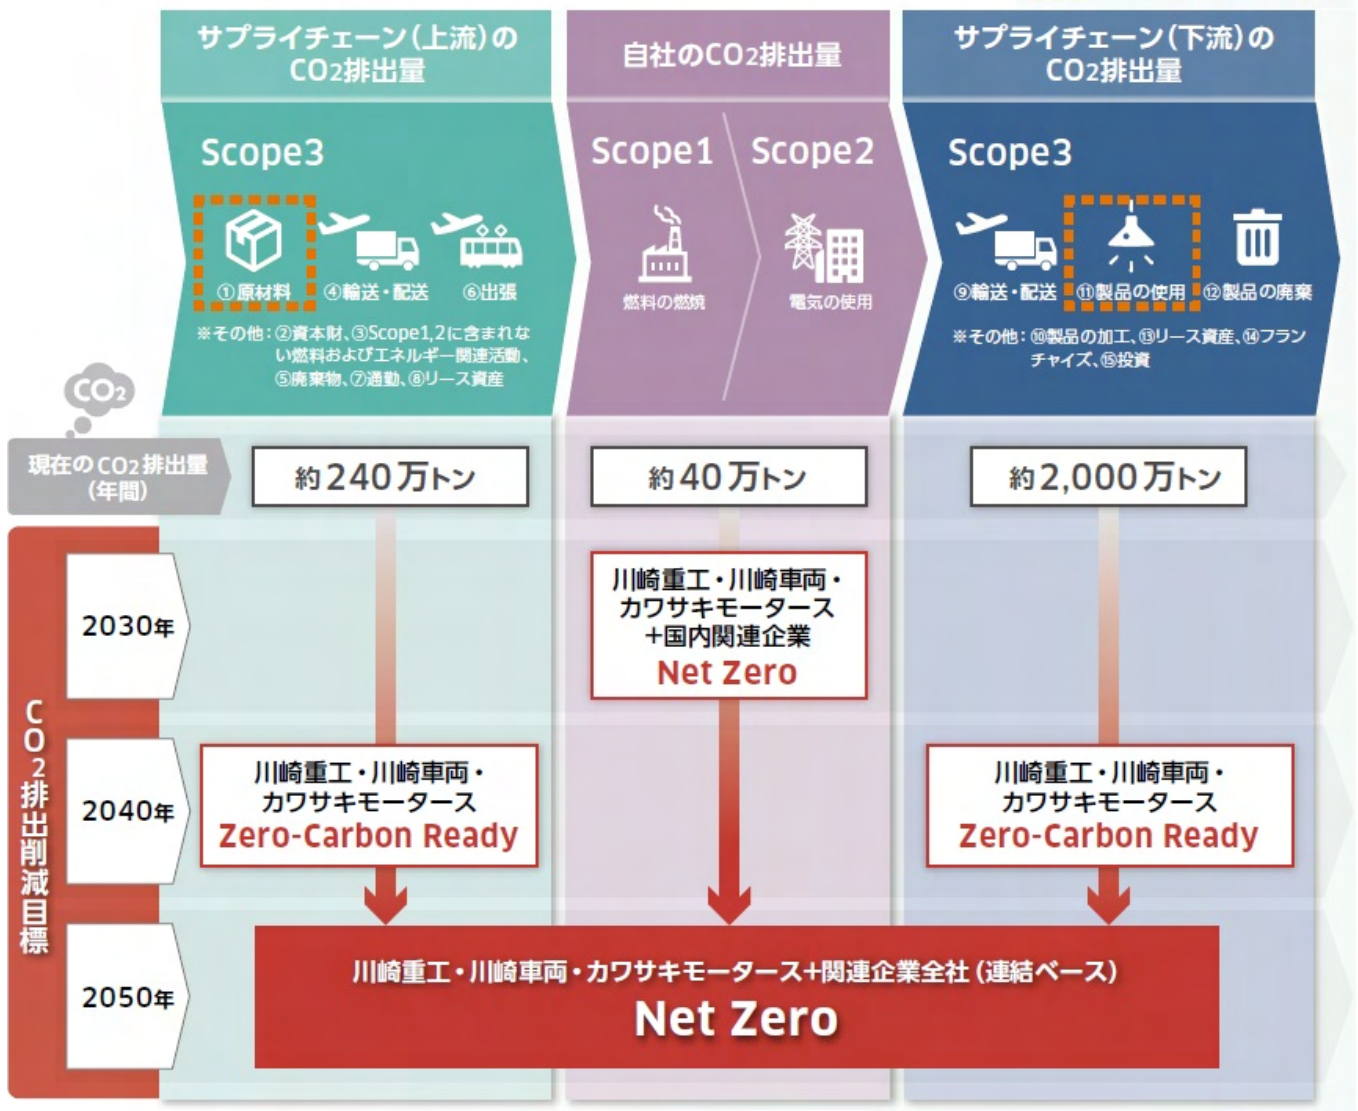 サプライチェーン(上流)の
CO2排出量
自社のCO2排出量
サプライチェーン(下流)の
CO2排出量
Scope3
①原材料
④輸送・配送
⑥出張
※その他:②資本財、③Scope1,2に含まれな
い燃料およびエネルギー関連活動、
⑤廃棄物、⑦通勤、⑧リース資産
Scope1
燃料の燃焼
Scope2
電気の使用
Scope3
⑨輸送・配送
⑪製品の使用
⑫製品の廃棄
※その他:⑩製品の加工、⑬リース資産、⑭フラン
チャイズ、⑮投資
CO2
現在のCO2排出量
(年間)
約240万トン
約40万トン
約2,000万トン
CO2排出削減目標
2030年
川崎重工・川崎車両・
カワサキモータース
+国内関連企業
Net Zero
2040年
川崎重工・川崎車両・
カワサキモータース
Zero-Carbon Ready
川崎重工・川崎車両・
カワサキモータース
Zero-Carbon Ready
2050年
川崎重工・川崎車両・カワサキモータース+関連企業全社(連結ベース)
Net Zero